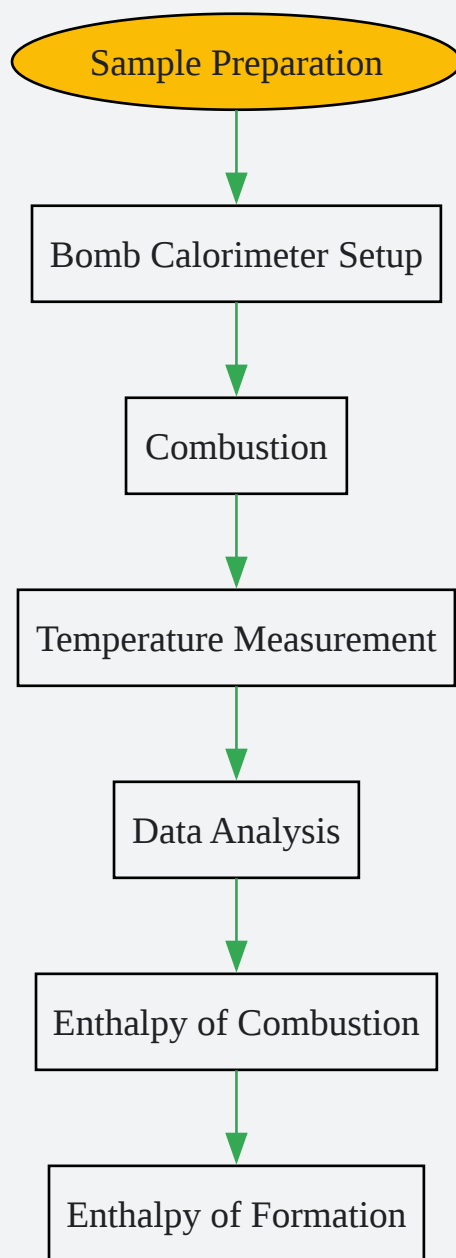 Sample Preparation
Bomb Calorimeter Setup
Combustion
Temperature Measurement
Data Analysis
Enthalpy of Combustion
Enthalpy of Formation